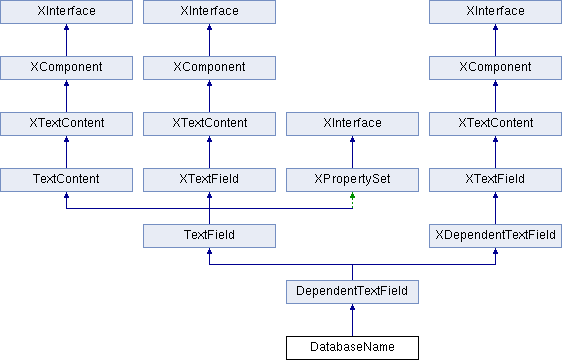 XInterface XInterface XInterface
XComponent XComponent XComponent
XTextContent XTextContent XInterface XTextContent
TextContent XTextField XPropertySet XTextField
TextField XDependentTextField
DependentTextField
DatabaseName